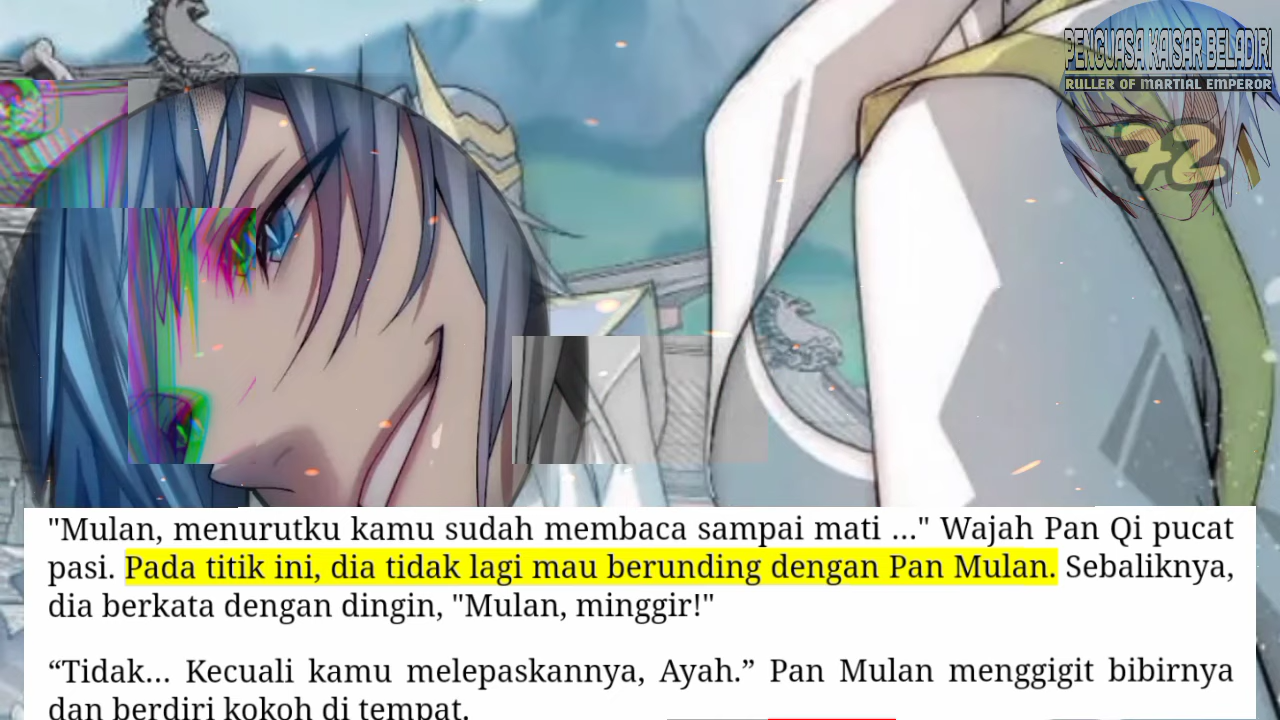 PENGUASA KAISAR BELADIRI
RULLER OF MARTIAL EMPEROR
72
"Mulan, menurutku kamu sudah membaca sampai mati ..." Wajah Pan Qi pucat
pasi. Pada titik ini, dia tidak lagi mau berunding dengan Pan Mulan. Sebaliknya,
dia berkata dengan dingin, "Mulan, minggir!"
“Tidak... Kecuali kamu melepaskannya, Ayah.” Pan Mulan menggigit bibirnya
dan berdiri kokoh di tempat.